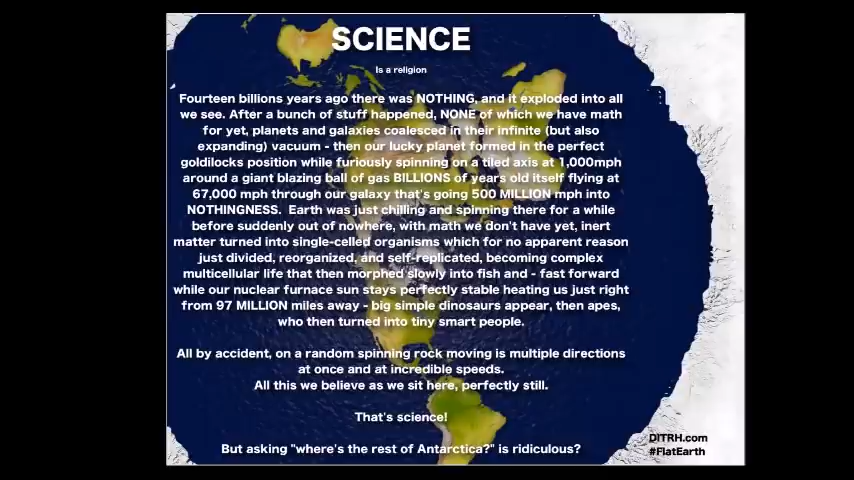 SCIENCE
Is a religion
Fourteen billions years ago there was NOTHING, and it exploded into all
we see. After a bunch of stuff happened, NONE of which we have math
for yet, planets and galaxies coalesced in their infinite (but also
expanding) vacuum - then our lucky planet formed in the perfect
goldilocks position while furiously spinning on a tiled axis at 1,000mph
around a giant blazing ball of gas BILLIONS of years old itself flying at
67,000 mph through our galaxy that's going 500 MILLION mph into
NOTHINGNESS. Earth was just chilling and spinning there for a while
before suddenly out of nowhere, with math we don't have yet, inert
matter turned into single-celled organisms which for no apparent reason
just divided, reorganized, and self-replicated, becoming complex
multicellular life that then morphed slowly into fish and - fast forward
while our nuclear furnace sun stays perfectly stable heating us just right
from 97 MILLION miles away - big simple dinosaurs appear, then apes,
who then turned into tiny smart people.
All by accident, on a random spinning rock moving is multiple directions
at once and at incredible speeds.
All this we believe as we sit here, perfectly still.
That's science!
But asking "where's the rest of Antarctica?" is ridiculous?
DITRH.com
#FlatEarth